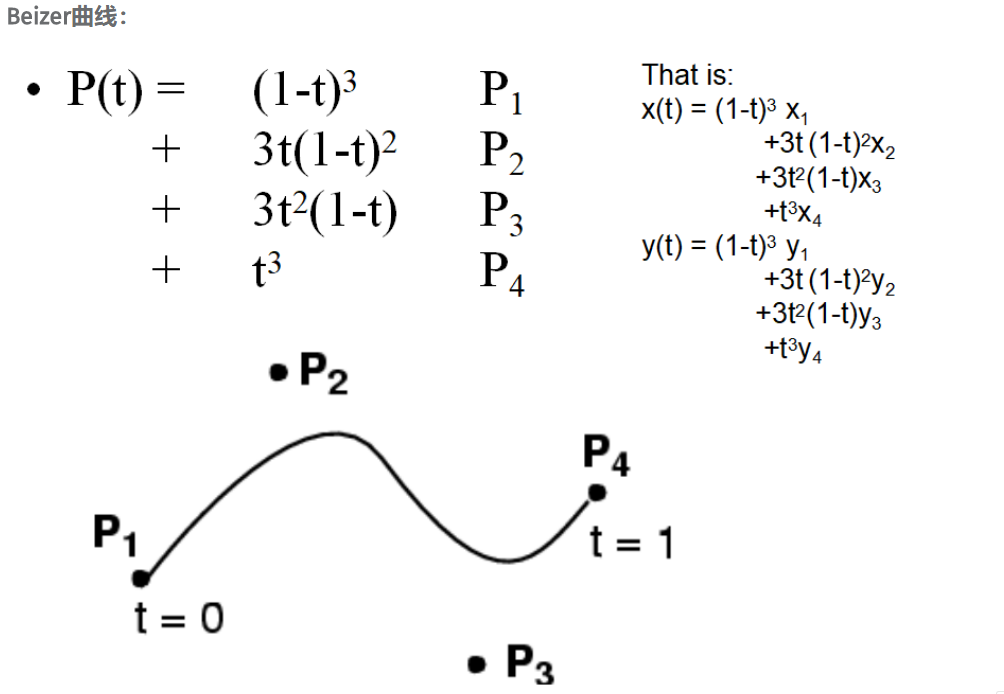 Beizer曲线：
• P(t) = (1-t)³ P₁
+ 3t(1-t)² P₂
+ 3t²(1-t) P₃
+ t³ P₄
That is:
x(t) = (1-t)³ x₁
+3t (1-t)²x₂
+3t²(1-t)x₃
+t³x₄
y(t) = (1-t)³ y₁
+3t (1-t)²y₂
+3t²(1-t)y₃
+t³y₄
P₂
P₄
P₁
t = 1
t = 0
P₃